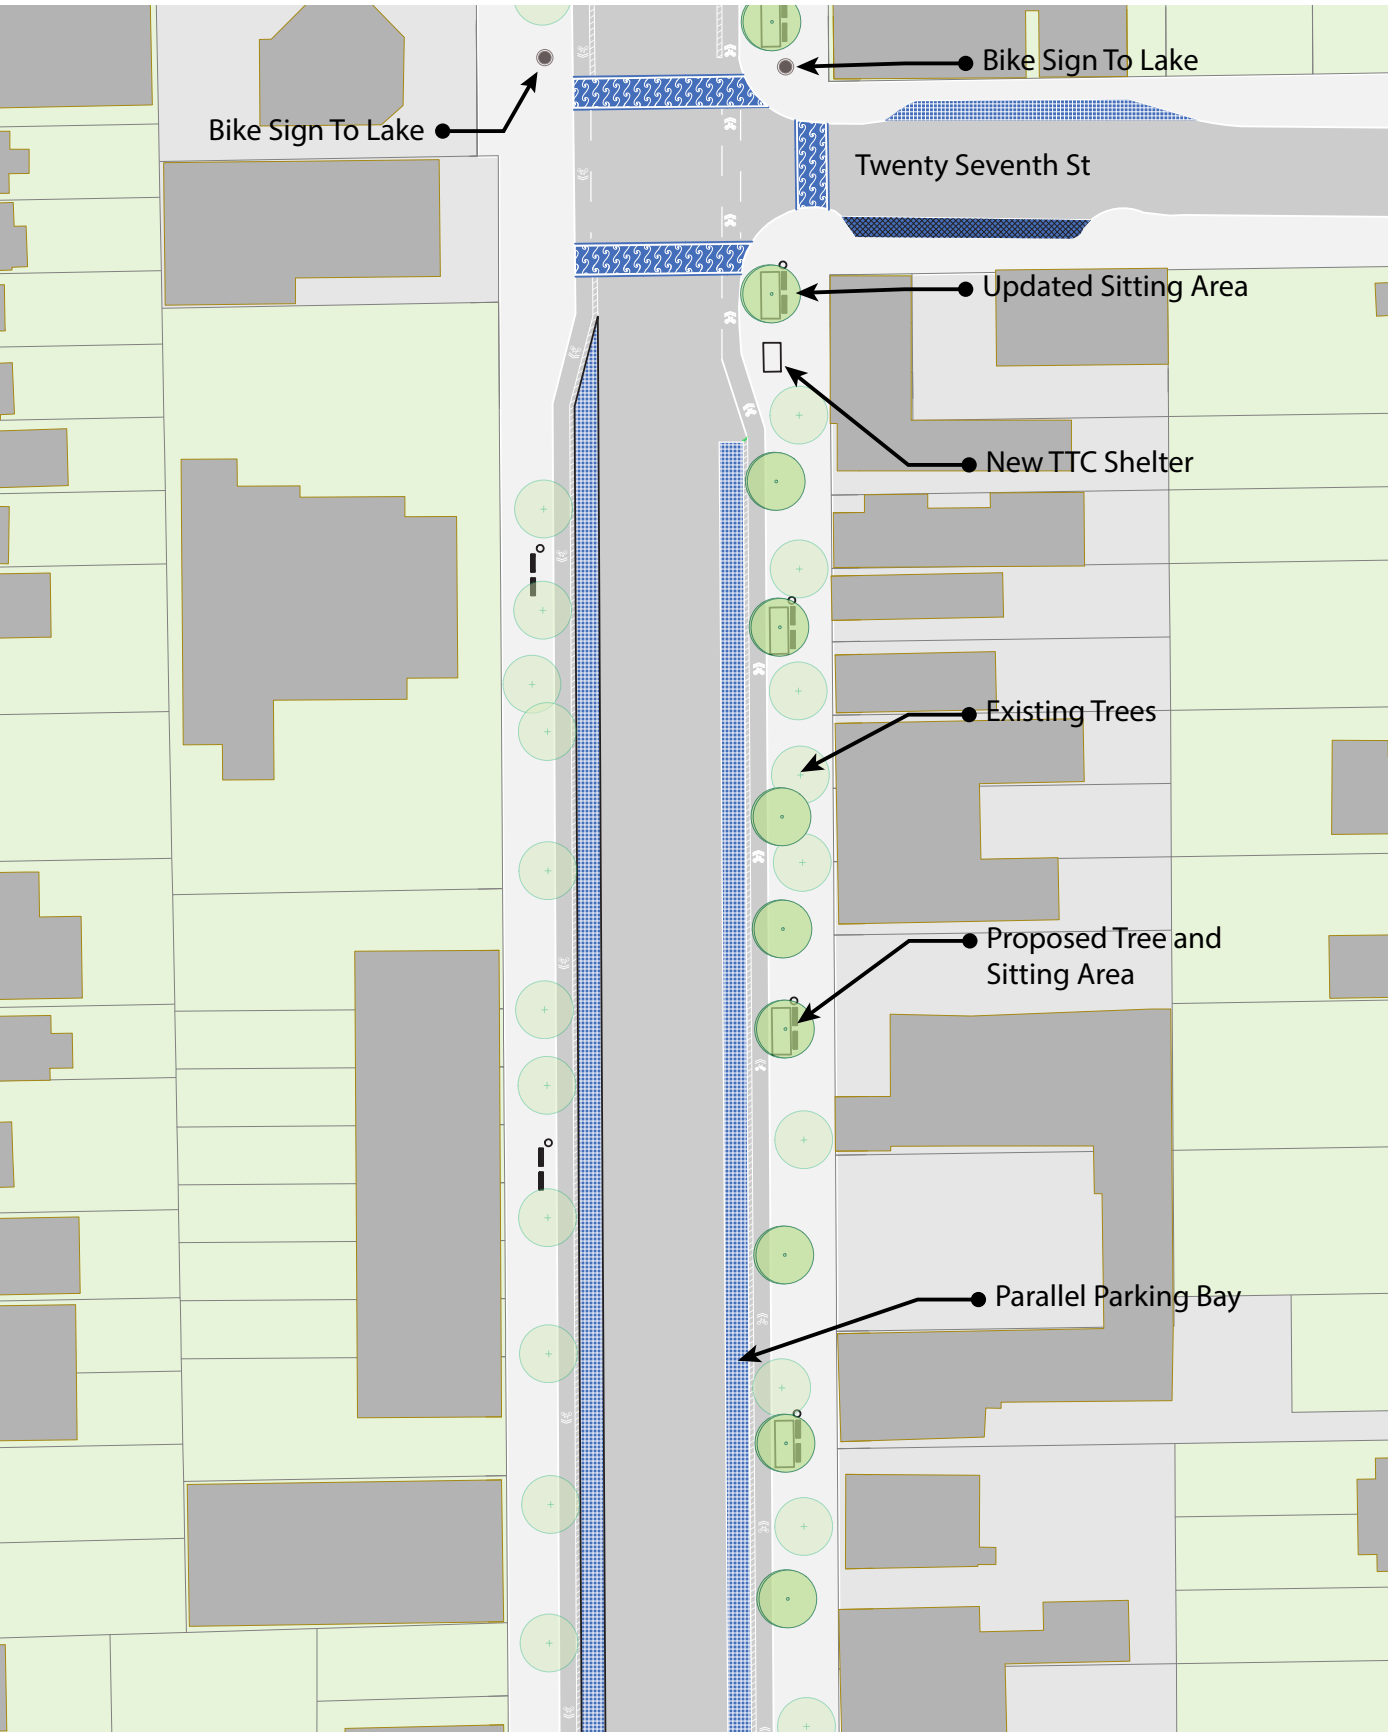 Bike Sign To Lake
Bike Sign To Lake
Twenty Seventh St
Updated Sitting Area
New TTC Shelter
Existing Trees
Proposed Tree and
Sitting Area
Parallel Parking Bay